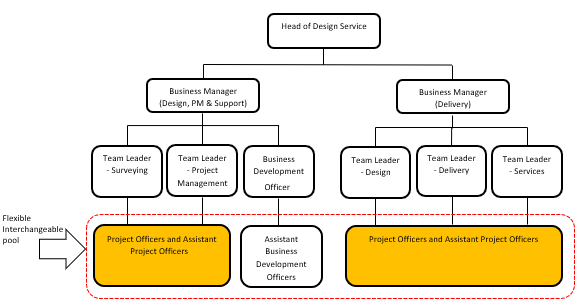 Head of Design Service
Business Manager
(Design, PM & Support)
Business Manager
(Delivery)
Team Leader
- Surveying
Team Leader
- Project
Management
Business
Development
Officer
Team Leader
- Design
Team Leader
- Delivery
Team Leader
- Services
Flexible
Interchangeable
pool
Project Officers and Assistant
Project Officers
Assistant
Business
Development
Officers
Project Officers and Assistant Project Officers